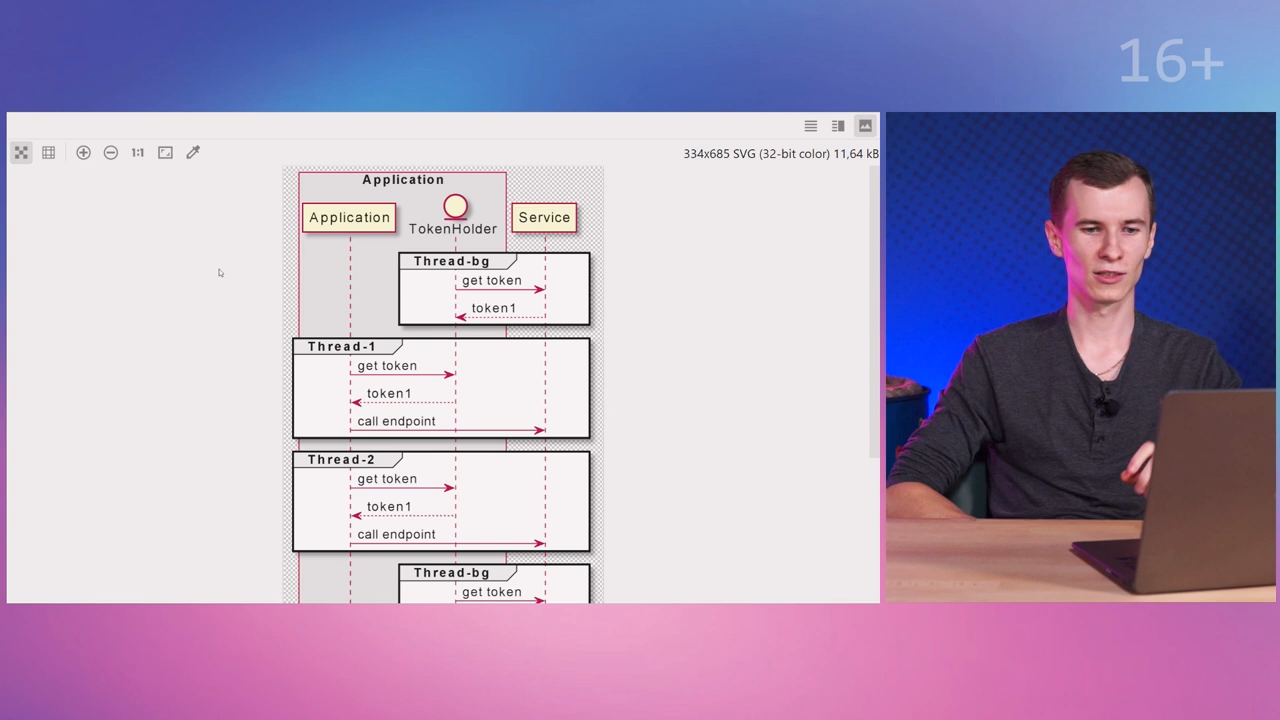 16+
1:1
334x685 SVG (32-bit color) 11,64 kB
Application
Application
TokenHolder
Service
Thread-bg
get token
token1
Thread-1
get token
token1
call endpoint
Thread-2
get token
token1
call endpoint
Thread-bg
get token